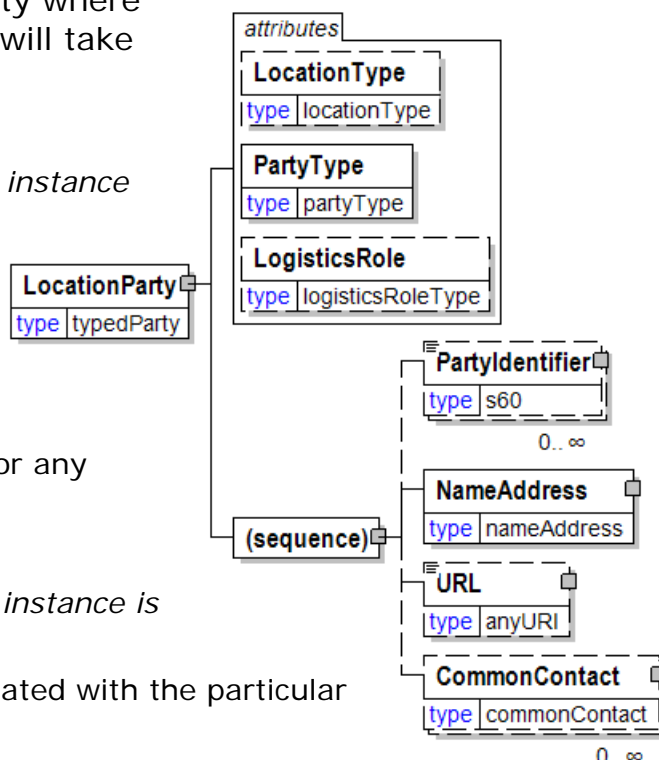 ty where
will take
instance
or any
instance is
ated with the particular
attributes
LocationType
type locationType
PartyType
type partyType
LogisticsRole
type logisticsRoleType
LocationParty
type typedParty
PartyIdentifier
type s60
0.. ∞
NameAddress
type nameAddress
(sequence)
URL
type anyURI
CommonContact
type commonContact
0.. ∞